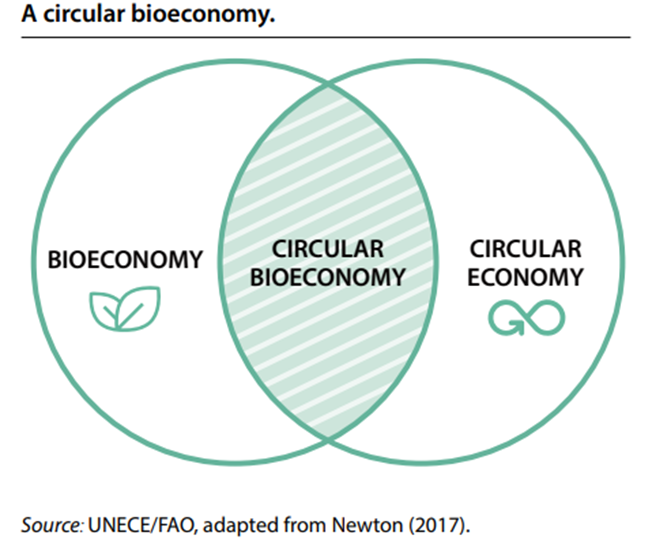 A circular bioeconomy.
BIOECONOMY
CIRCULAR
BIOECONOMY
CIRCULAR
ECONOMY
Source: UNECE/FAO, adapted from Newton (2017).